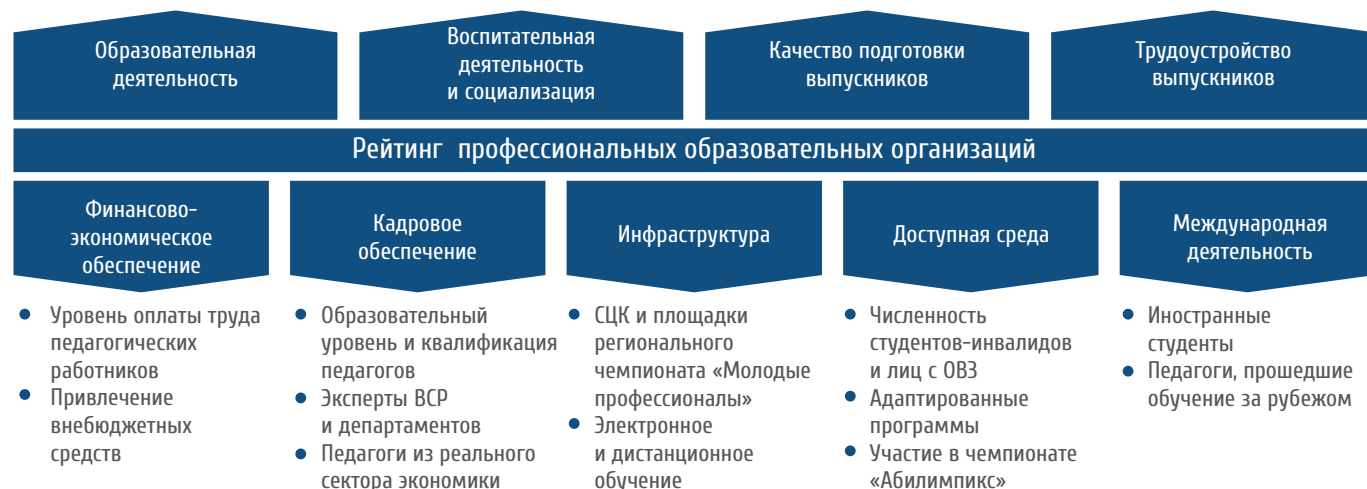 Образовательная
деятельность
Воспитательная
деятельность
и социализация
Качество подготовки
выпускников
Трудоустройство
выпускников
Рейтинг профессиональных образовательных организаций
Финансово-
экономическое
обеспечение
Кадровое
обеспечение
Инфраструктура
Доступная среда
Международная
деятельность
• Уровень оплаты труда
педагогических
работников
• Привлечение
внебюджетных
средств
• Образовательный
уровень и квалификация
педагогов
• Эксперты ВСР
и департаментов
• Педагоги из реального
сектора экономики
• СЦК и площадки
регионального
чемпионата «Молодые
профессионалы»
• Электронное
и дистанционное
обучение
• Численность
студентов-инвалидов
и лиц с ОВЗ
• Адаптированные
программы
• Участие в чемпионате
«Абилимпикс»
• Иностранные
студенты
• Педагоги, прошедшие
обучение за рубежом